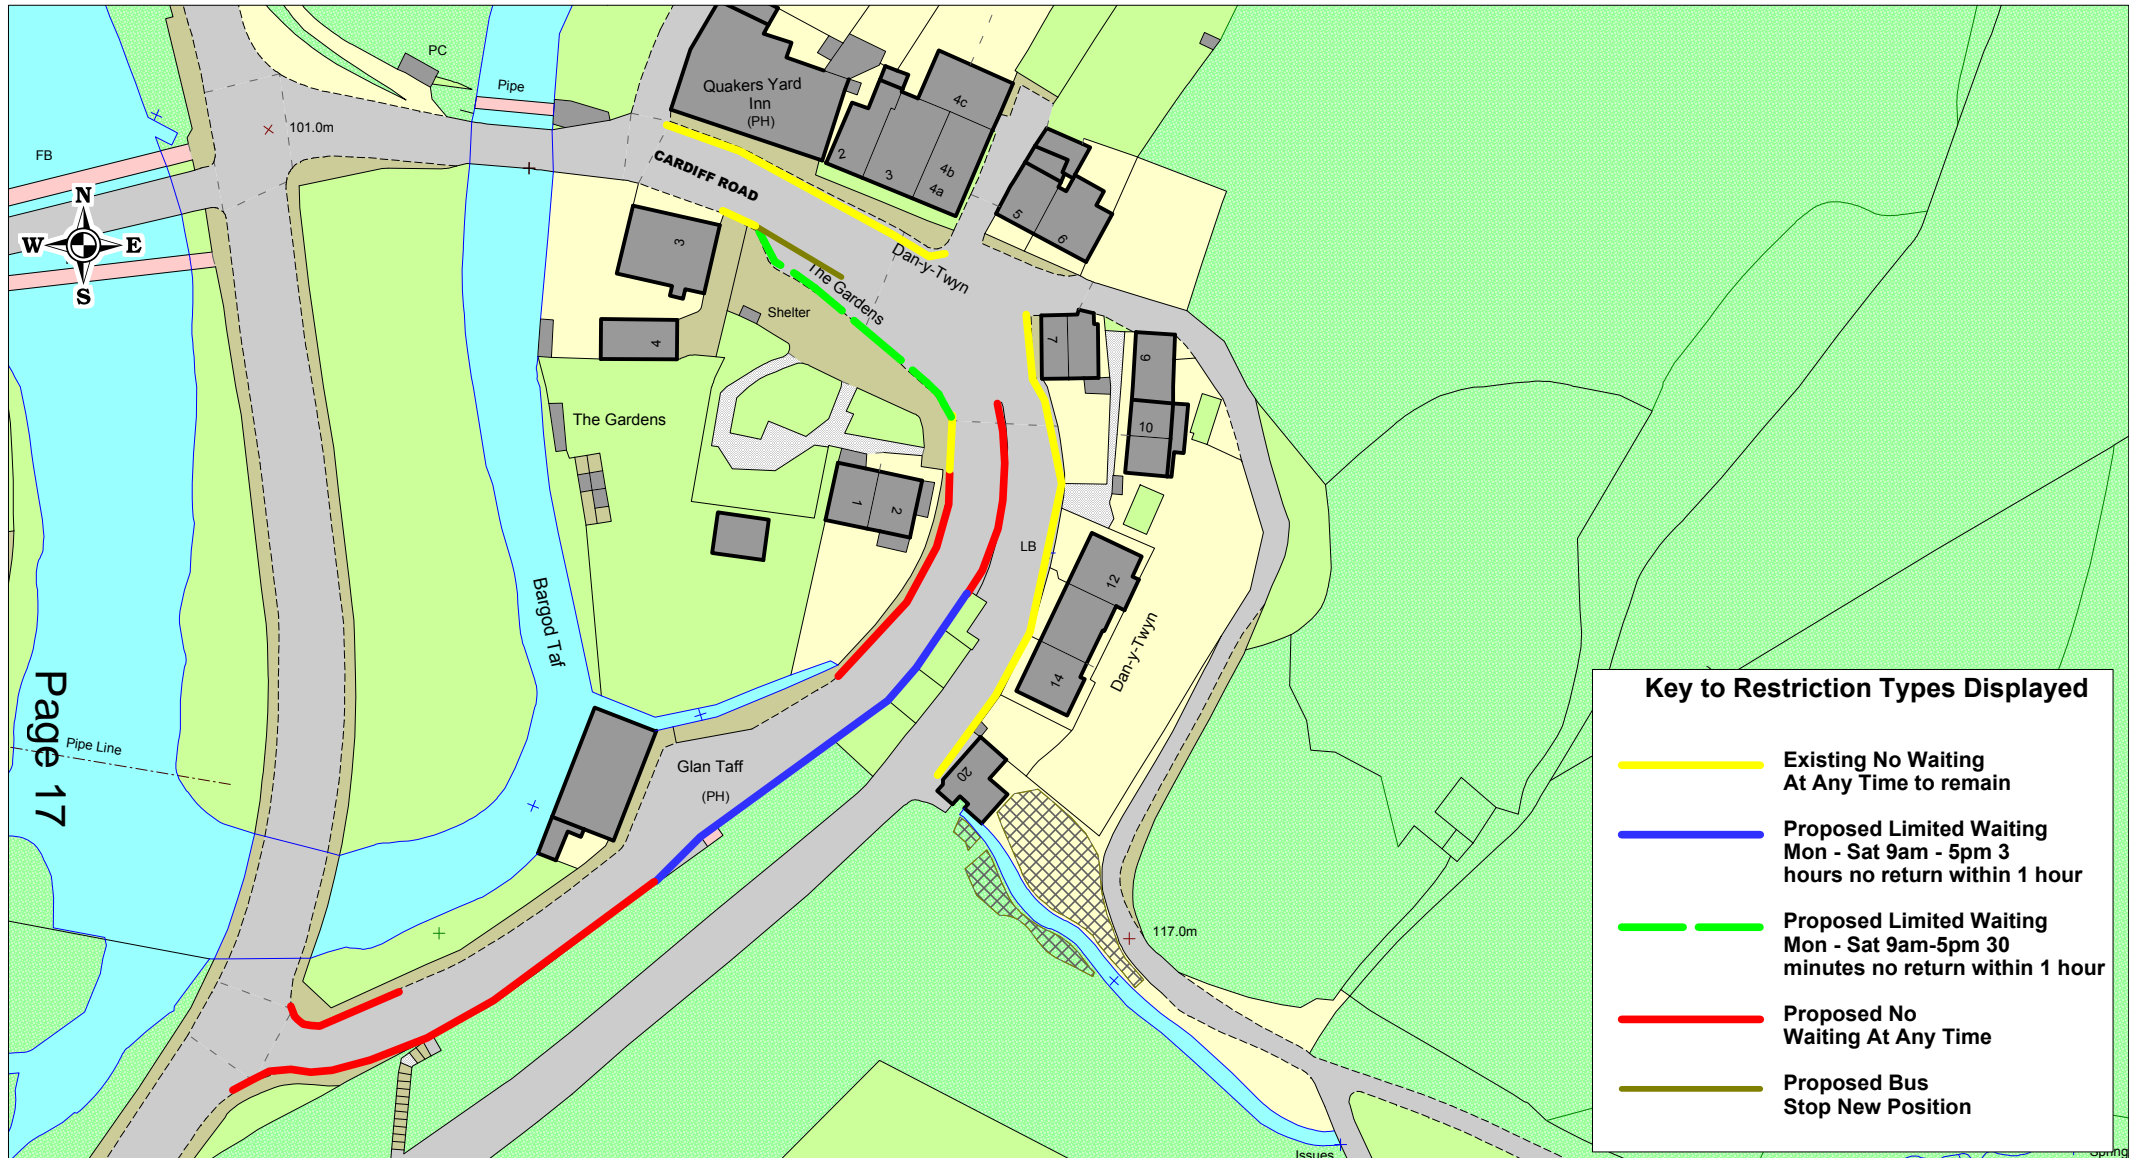 PC
Pipe
Quakers Yard
Inn
(PH)
4c
2
3
4b
4a
101.0m
FB
N
W
E
S
CARDIFF ROAD
5
6
3
Dan-y-Twyn
The Gardens
Shelter
4
7
9
10
The Gardens
1
2
LB
12
Bargod Taf
Dan-y-Twyn
14
Page 17
Pipe Line
Glan Taff
(PH)
20
117.0m
Issues
Spring
Key to Restriction Types Displayed
Existing No Waiting
At Any Time to remain
Proposed Limited Waiting
Mon - Sat 9am - 5pm 3
hours no return within 1 hour
Proposed Limited Waiting
Mon - Sat 9am-5pm 30
minutes no return within 1 hour
Proposed No
Waiting At Any Time
Proposed Bus
Stop New Position